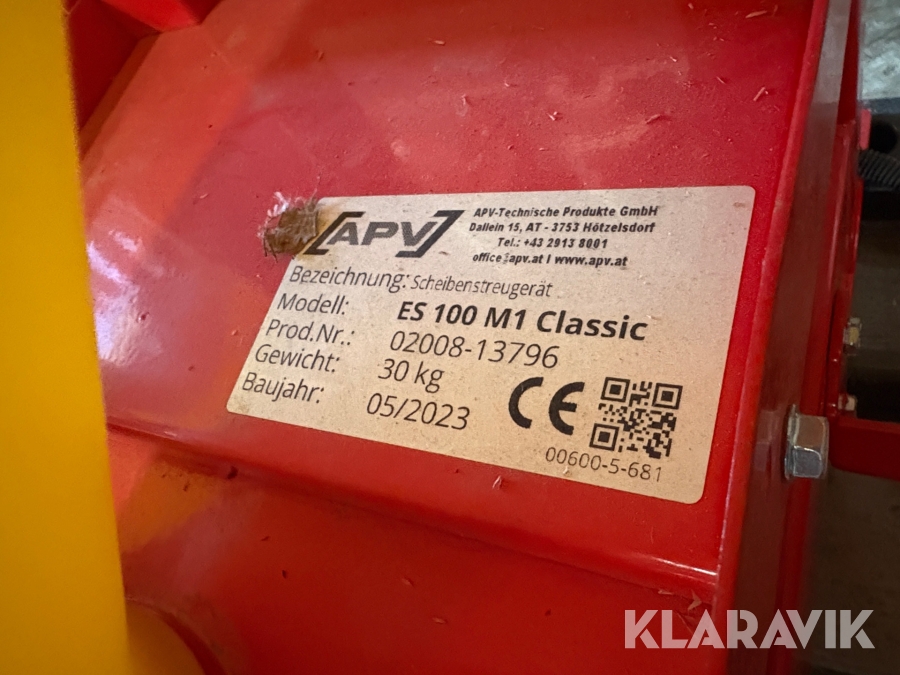 APV
APV-Technische Produkte GmbH
Dallein 15, AT - 3753 Hötzelsdorf
Tel.: +43 2913 8001
office@apv.at I www.apv.at
Bezeichnung: Scheibenstreugerät
Modell: ES 100 M1 Classic
Prod.Nr.: 02008-13796
Gewicht: 30 kg
Baujahr: 05/2023
CE
00600-5-681
KLARAVIK